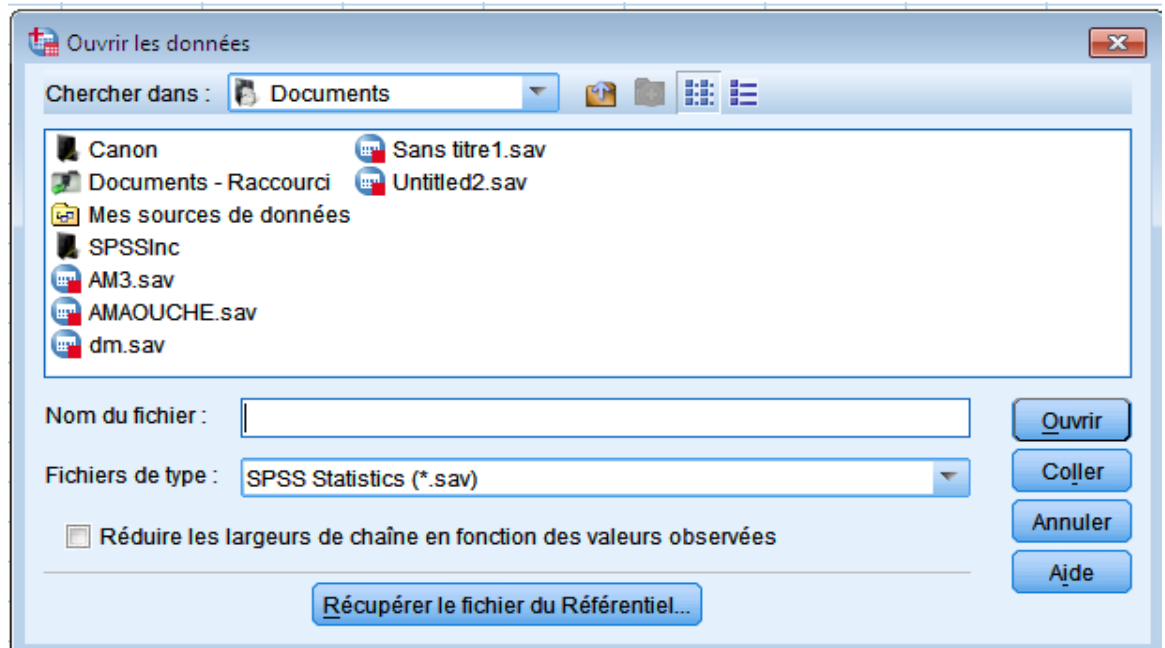 Ouvrir les données
Chercher dans : Documents
Canon
Documents - Raccourci
Mes sources de données
SPSSInc
AM3.sav
AMAOUCHE.sav
dm.sav
Sans titre1.sav
Untitled2.sav
Nom du fichier :
Ouvrir
Fichiers de type : SPSS Statistics (*.sav)
Coller
Réduire les largeurs de chaîne en fonction des valeurs observées
Annuler
Aide
Récupérer le fichier du Référentiel...